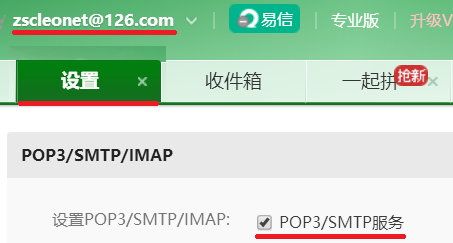 zscleonet@126.com 易信 专业版 升级V
设置 × 收件箱 一起拼 抢新 ×
POP3/SMTP/IMAP
设置POP3/SMTP/IMAP: POP3/SMTP服务